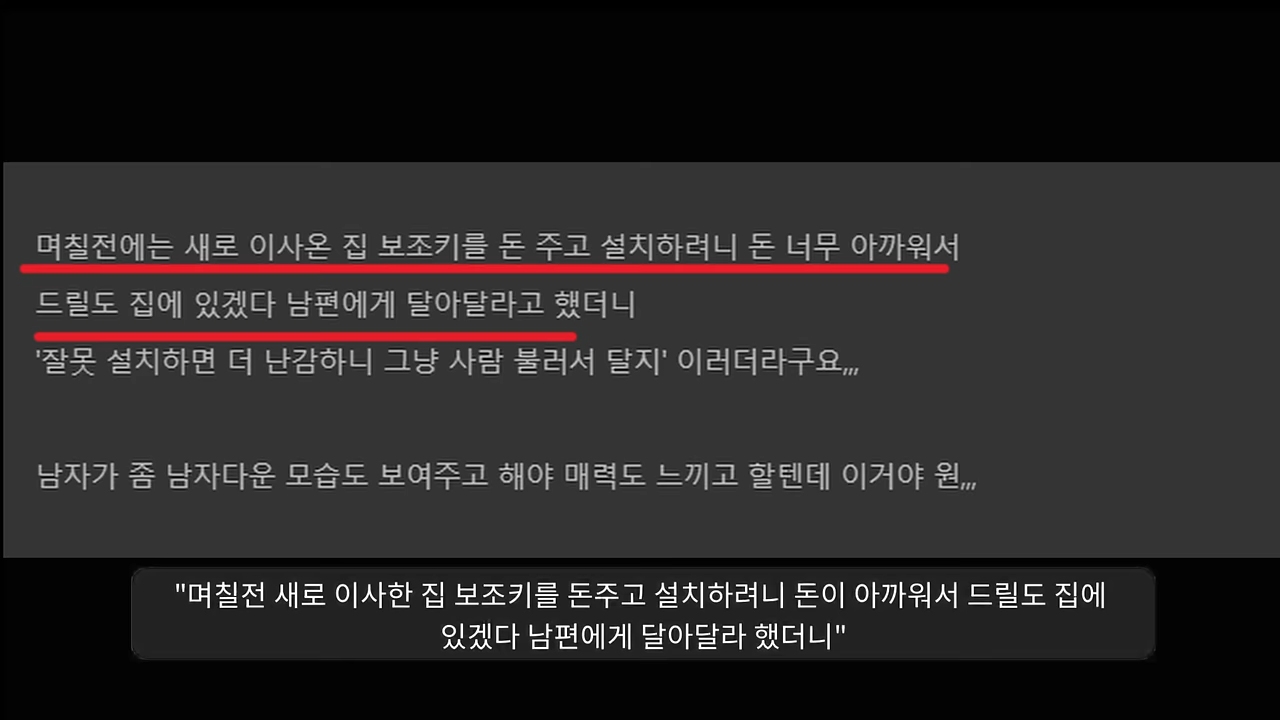 며칠전에는 새로 이사온 집 보조키를 돈 주고 설치하려니 돈 너무 아까워서
드릴도 집에 있겠다 남편에게 달아달라고 했더니
'잘못 설치하면 더 난감하니 그냥 사람 불러서 달지' 이러더라구요,,,
남자가 좀 남자다운 모습도 보여주고 해야 매력도 느끼고 할텐데 이거야 원,,,
"며칠전 새로 이사한 집 보조키를 돈주고 설치하려니 돈이 아까워서 드릴도 집에
있겠다 남편에게 달아달라 했더니"